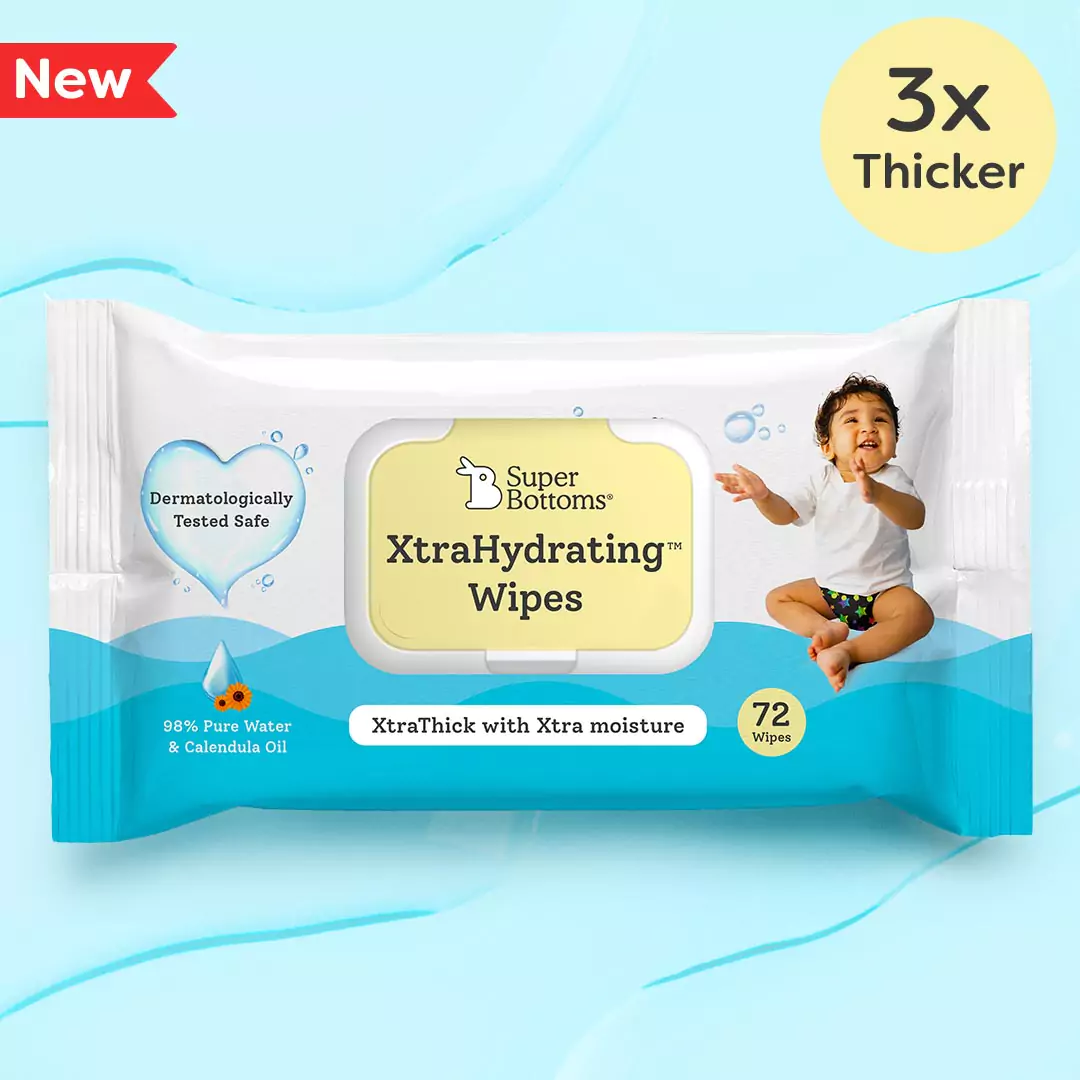 New
3x
Thicker
Dermatologically
Tested Safe
Super
Bottoms®
XtraHydrating™
Wipes
98% Pure Water
& Calendula Oil
XtraThick with Xtra moisture
72
Wipes